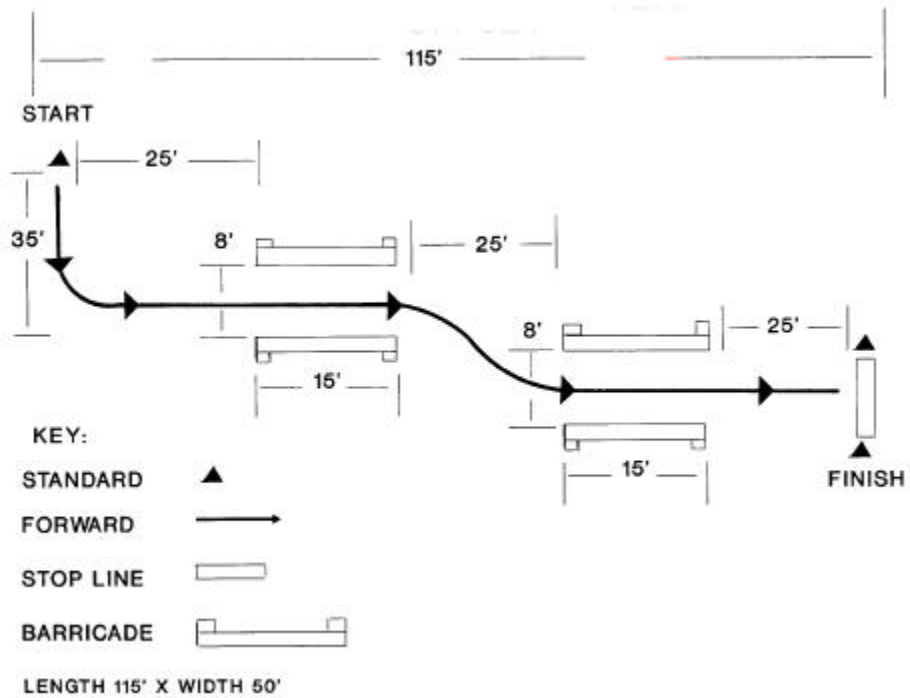 115'
START
25'
35'
8'
25'
8'
25'
15'
15'
FINISH
KEY:
STANDARD
FORWARD
STOP LINE
BARRICADE
LENGTH 115' X WIDTH 50'